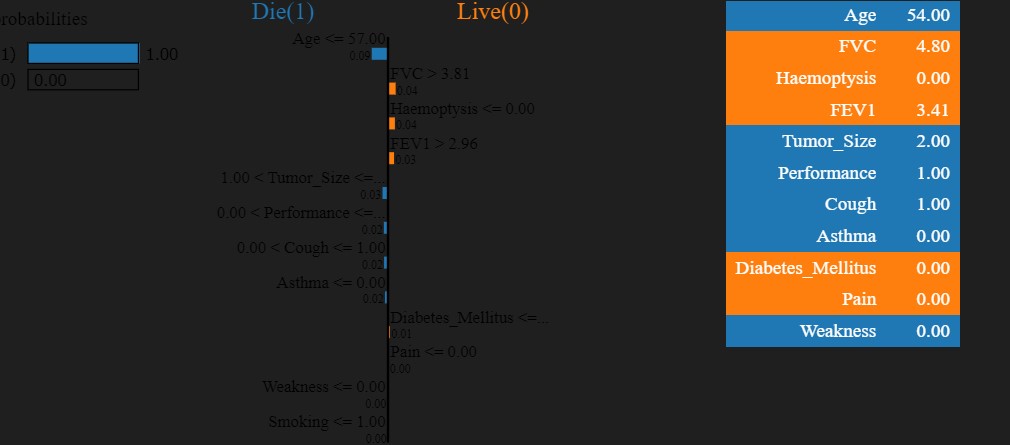 robabilities
1) 1.00
0) 0.00
Die(1) Live(0)
Age <= 57.00
0.09
FVC > 3.81
0.04
Haemoptysis <= 0.00
0.04
FEV1 > 2.96
0.03
1.00 < Tumor_Size <=...
0.03
0.00 < Performance <=...
0.02
0.00 < Cough <= 1.00
0.02
Asthma <= 0.00
0.02
Diabetes_Mellitus <=...
0.01
Pain <= 0.00
0.00
Weakness <= 0.00
0.00
Smoking <= 1.00
0.00
Age 54.00
FVC 4.80
Haemoptysis 0.00
FEV1 3.41
Tumor_Size 2.00
Performance 1.00
Cough 1.00
Asthma 0.00
Diabetes_Mellitus 0.00
Pain 0.00
Weakness 0.00